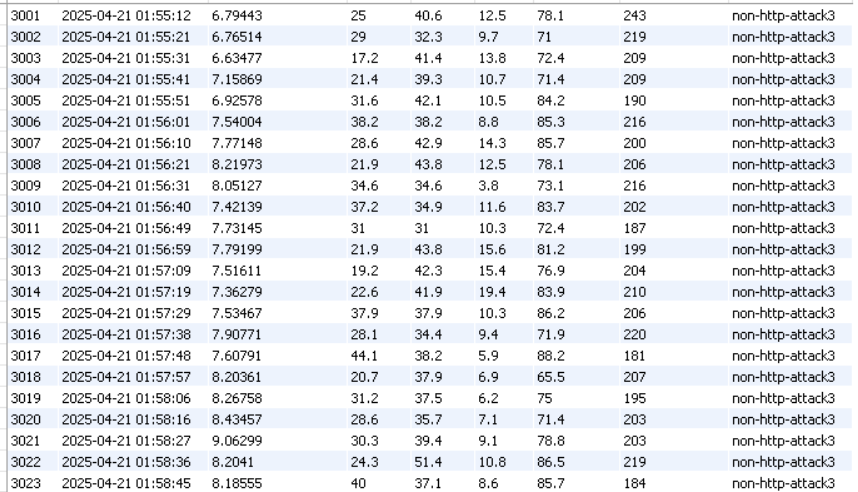 3001 2025-04-21 01:55:12 6.79443 25 40.6 12.5 78.1 243 non-http-attack3
3002 2025-04-21 01:55:21 6.76514 29 32.3 9.7 71 219 non-http-attack3
3003 2025-04-21 01:55:31 6.63477 17.2 41.4 13.8 72.4 209 non-http-attack3
3004 2025-04-21 01:55:41 7.15869 21.4 39.3 10.7 71.4 209 non-http-attack3
3005 2025-04-21 01:55:51 6.92578 31.6 42.1 10.5 84.2 190 non-http-attack3
3006 2025-04-21 01:56:01 7.54004 38.2 38.2 8.8 85.3 216 non-http-attack3
3007 2025-04-21 01:56:10 7.77148 28.6 42.9 14.3 85.7 200 non-http-attack3
3008 2025-04-21 01:56:21 8.21973 21.9 43.8 12.5 78.1 206 non-http-attack3
3009 2025-04-21 01:56:31 8.05127 34.6 34.6 3.8 73.1 216 non-http-attack3
3010 2025-04-21 01:56:40 7.42139 37.2 34.9 11.6 83.7 202 non-http-attack3
3011 2025-04-21 01:56:49 7.73145 31 31 10.3 72.4 187 non-http-attack3
3012 2025-04-21 01:56:59 7.79199 21.9 43.8 15.6 81.2 199 non-http-attack3
3013 2025-04-21 01:57:09 7.51611 19.2 42.3 15.4 76.9 204 non-http-attack3
3014 2025-04-21 01:57:19 7.36279 22.6 41.9 19.4 83.9 210 non-http-attack3
3015 2025-04-21 01:57:29 7.53467 37.9 37.9 10.3 86.2 206 non-http-attack3
3016 2025-04-21 01:57:38 7.90771 28.1 34.4 9.4 71.9 220 non-http-attack3
3017 2025-04-21 01:57:48 7.60791 44.1 38.2 5.9 88.2 181 non-http-attack3
3018 2025-04-21 01:57:57 8.20361 20.7 37.9 6.9 65.5 207 non-http-attack3
3019 2025-04-21 01:58:06 8.26758 31.2 37.5 6.2 75 195 non-http-attack3
3020 2025-04-21 01:58:16 8.43457 28.6 35.7 7.1 71.4 203 non-http-attack3
3021 2025-04-21 01:58:27 9.06299 30.3 39.4 9.1 78.8 203 non-http-attack3
3022 2025-04-21 01:58:36 8.2041 24.3 51.4 10.8 86.5 219 non-http-attack3
3023 2025-04-21 01:58:45 8.18555 40 37.1 8.6 85.7 184 non-http-attack3